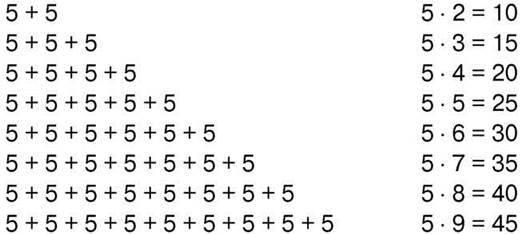 5 + 5 5 · 2 = 10
5 + 5 + 5 5 · 3 = 15
5 + 5 + 5 + 5 5 · 4 = 20
5 + 5 + 5 + 5 + 5 5 · 5 = 25
5 + 5 + 5 + 5 + 5 + 5 5 · 6 = 30
5 + 5 + 5 + 5 + 5 + 5 + 5 5 · 7 = 35
5 + 5 + 5 + 5 + 5 + 5 + 5 + 5 5 · 8 = 40
5 + 5 + 5 + 5 + 5 + 5 + 5 + 5 + 5 5 · 9 = 45